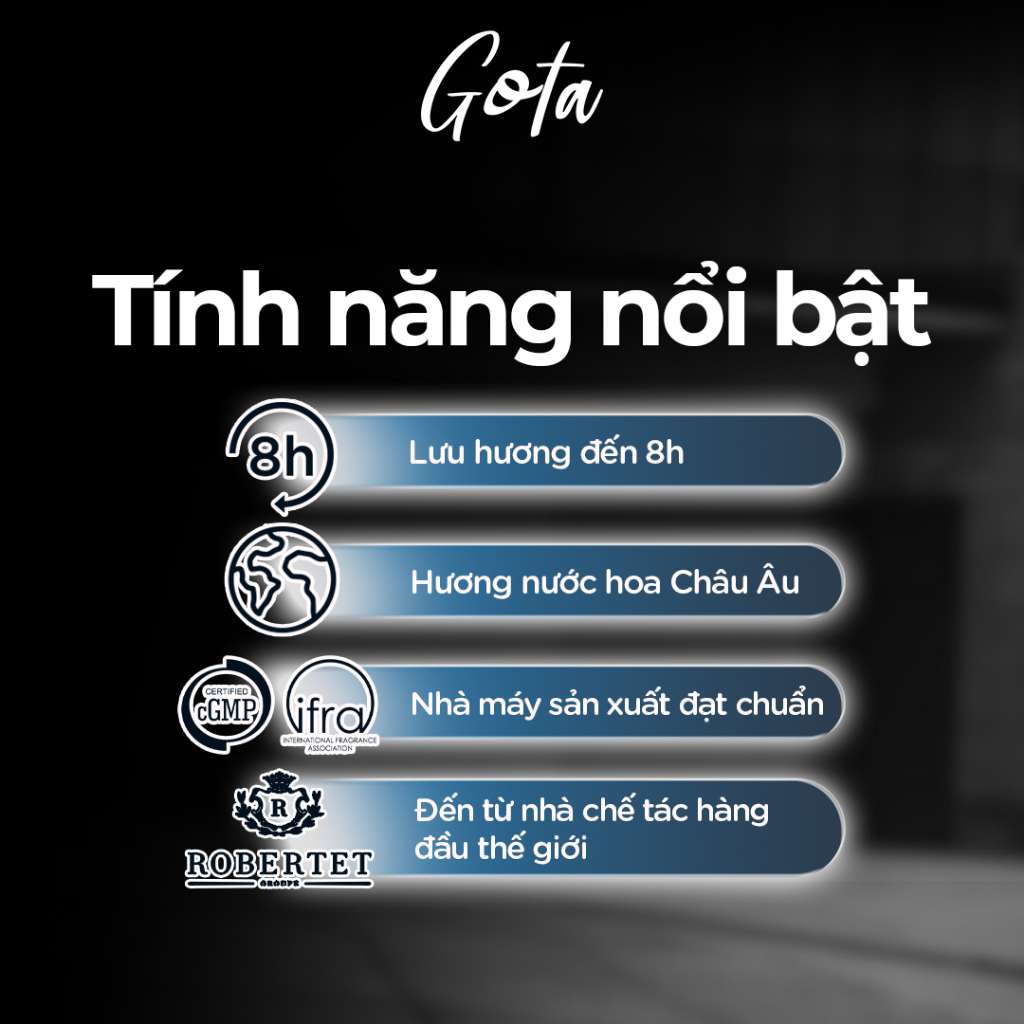 Gota
Tính năng nổi bật
8h
Lưu hương đến 8h
Hương nước hoa Châu Âu
CERTIFIED
cGMP
ifra
INTERNATIONAL FRAGRANCE
ASSOCIATION
Nhà máy sản xuất đạt chuẩn
R
ROBERTET
GROUPE
Đến từ nhà chế tác hàng
đầu thế giới